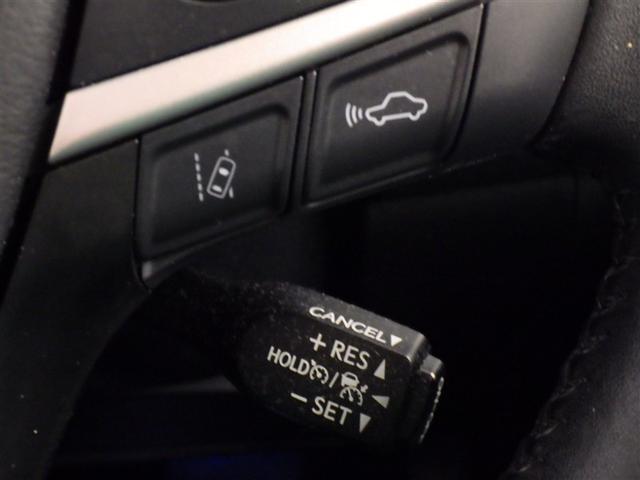 CANCEL▼
+ RES▲
HOLD /
- SET▼